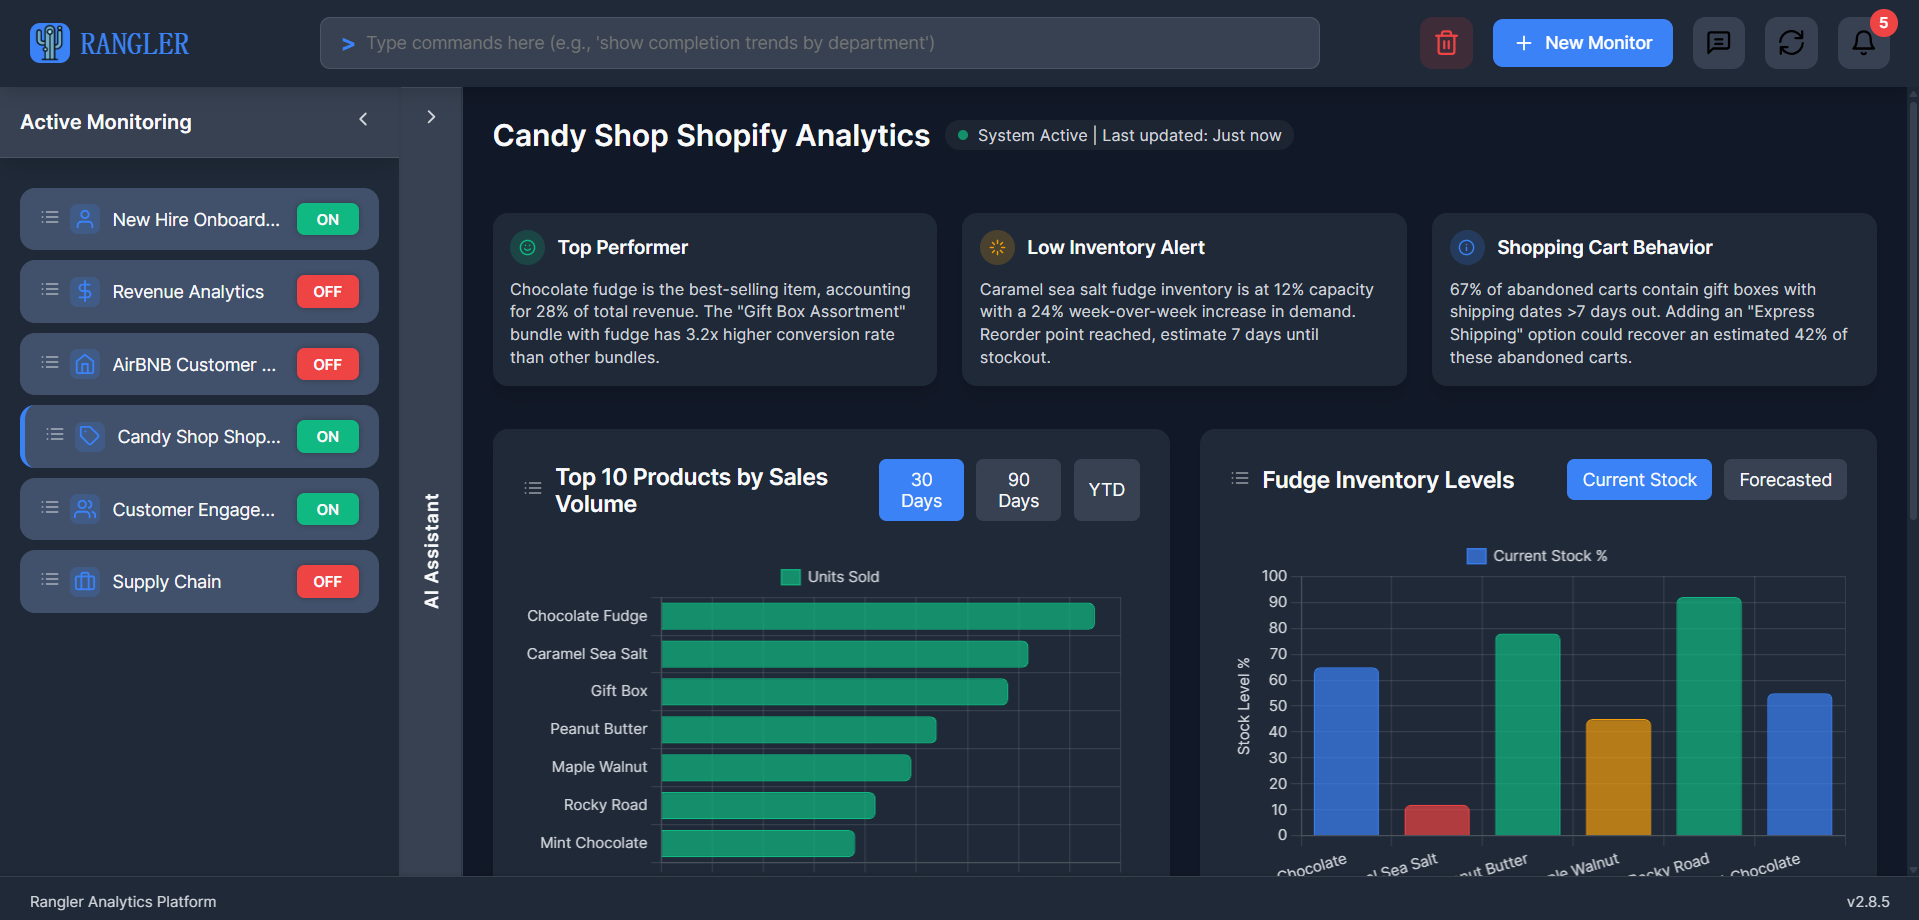 RANGLER
> Type commands here (e.g., 'show completion trends by department')
New Monitor
5
Active Monitoring
New Hire Onboard...
ON
Revenue Analytics
OFF
AirBNB Customer ...
OFF
Candy Shop Shop...
ON
Customer Engage...
ON
Supply Chain
OFF
AI Assistant
Candy Shop Shopify Analytics
System Active | Last updated: Just now
Top Performer
Chocolate fudge is the best-selling item, accounting
for 28% of total revenue. The "Gift Box Assortment"
bundle with fudge has 3.2x higher conversion rate
than other bundles.
Low Inventory Alert
Caramel sea salt fudge inventory is at 12% capacity
with a 24% week-over-week increase in demand.
Reorder point reached, estimate 7 days until
stockout.
Shopping Cart Behavior
67% of abandoned carts contain gift boxes with
shipping dates >7 days out. Adding an "Express
Shipping" option could recover an estimated 42% of
these abandoned carts.
Top 10 Products by Sales
Volume
30
Days
90
Days
YTD
Units Sold
Chocolate Fudge
Caramel Sea Salt
Gift Box
Peanut Butter
Maple Walnut
Rocky Road
Mint Chocolate
Fudge Inventory Levels
Current Stock
Forecasted
Current Stock %
Stock Level %
100
90
80
70
60
50
40
30
20
10
0
Chocolate
Sea Salt
Butter
Walnut
Road
Chocolate
Rangler Analytics Platform
v2.8.5